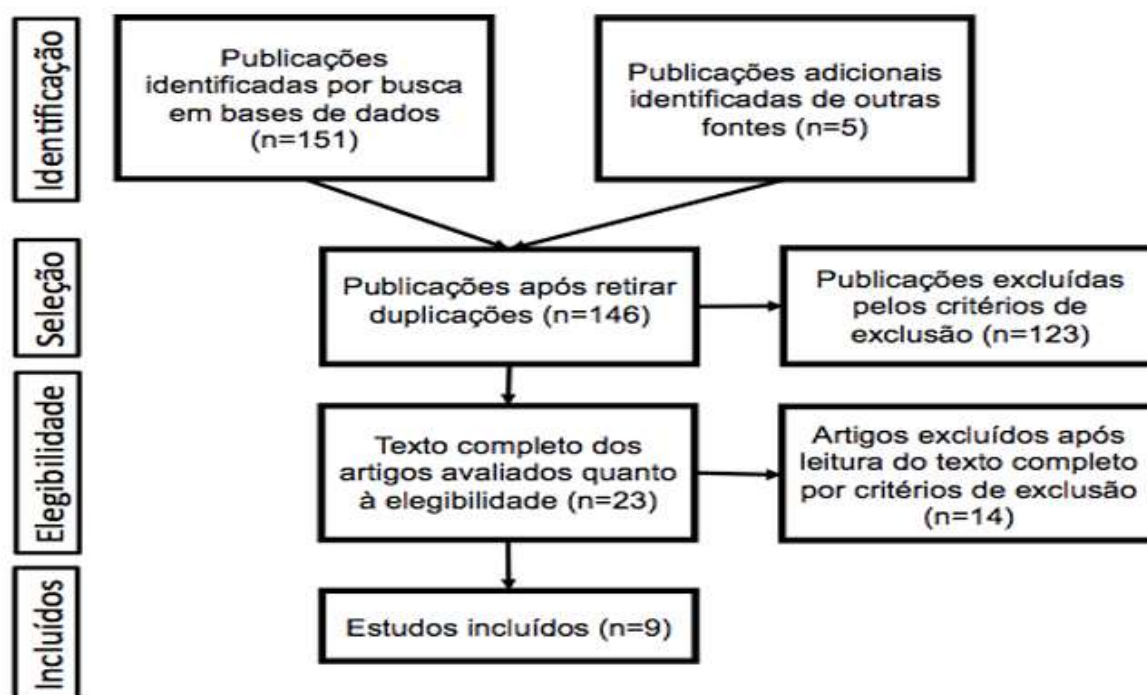 Identificação
Publicações
identificadas por busca
em bases de dados
(n=151)
Publicações adicionais
identificadas de outras
fontes (n=5)
Seleção
Publicações após retirar
duplicações (n=146)
Publicações excluídas
pelos critérios de
exclusão (n=123)
Elegibilidade
Texto completo dos
artigos avaliados quanto
à elegibilidade (n=23)
Artigos excluídos após
leitura do texto completo
por critérios de exclusão
(n=14)
Incluídos
Estudos incluídos (n=9)